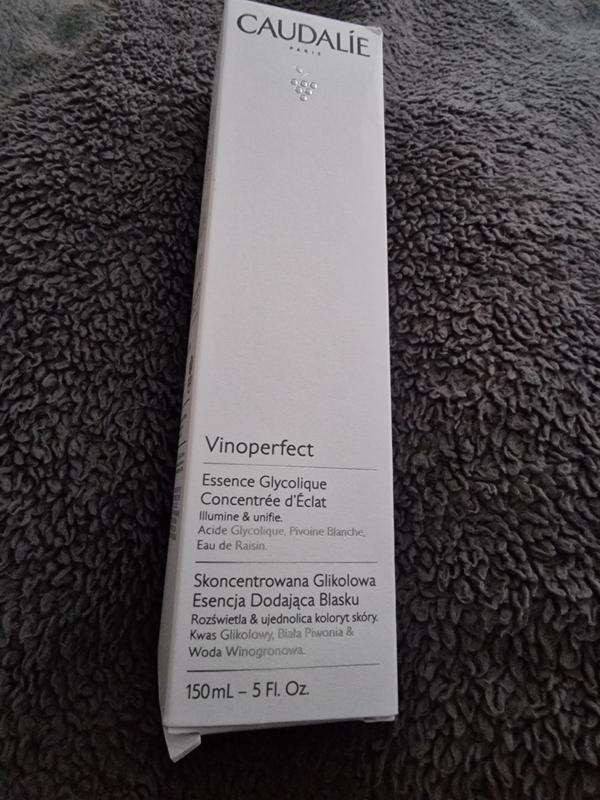 CAUDALÍE
PARIS
Vinoperfect
Essence Glycolique
Concentrée d'Éclat
Illumine & unifie.
Acide Glycolique, Pivoine Blanche,
Eau de Raisin.
Skoncentrowana Glikolowa
Esencja Dodająca Blasku
Rozświetla & ujednolica koloryt skóry.
Kwas Glikolowy, Biała Piwonia &
Woda Winogronowa.
150mL – 5 Fl. Oz.